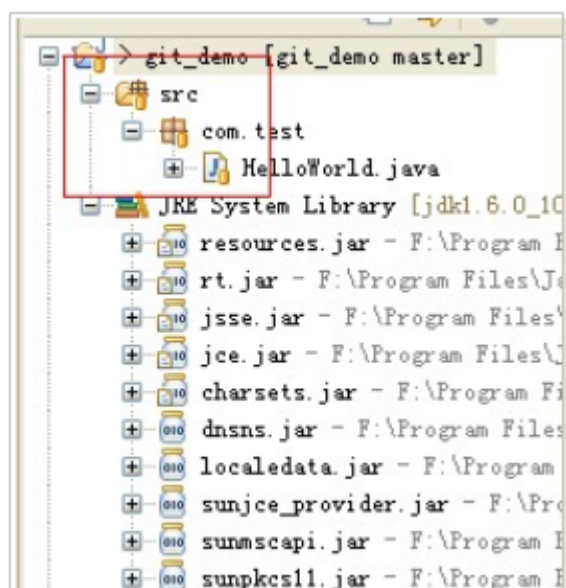 > git_demo [git_demo master]
src
com.test
HelloWorld.java
JRE System Library [jdk1.6.0_10
resources.jar - F:\Program
rt.jar - F:\Program Files\J
jsse.jar - F:\Program Files\
jce.jar - F:\Program Files\
charsets.jar - F:\Program Fi
dnsns.jar - F:\Program Files
localedata.jar - F:\Program
sunjce_provider.jar - F:\Pro
sunmscapi.jar - F:\Program
sunpkcs11.jar - F:\Program